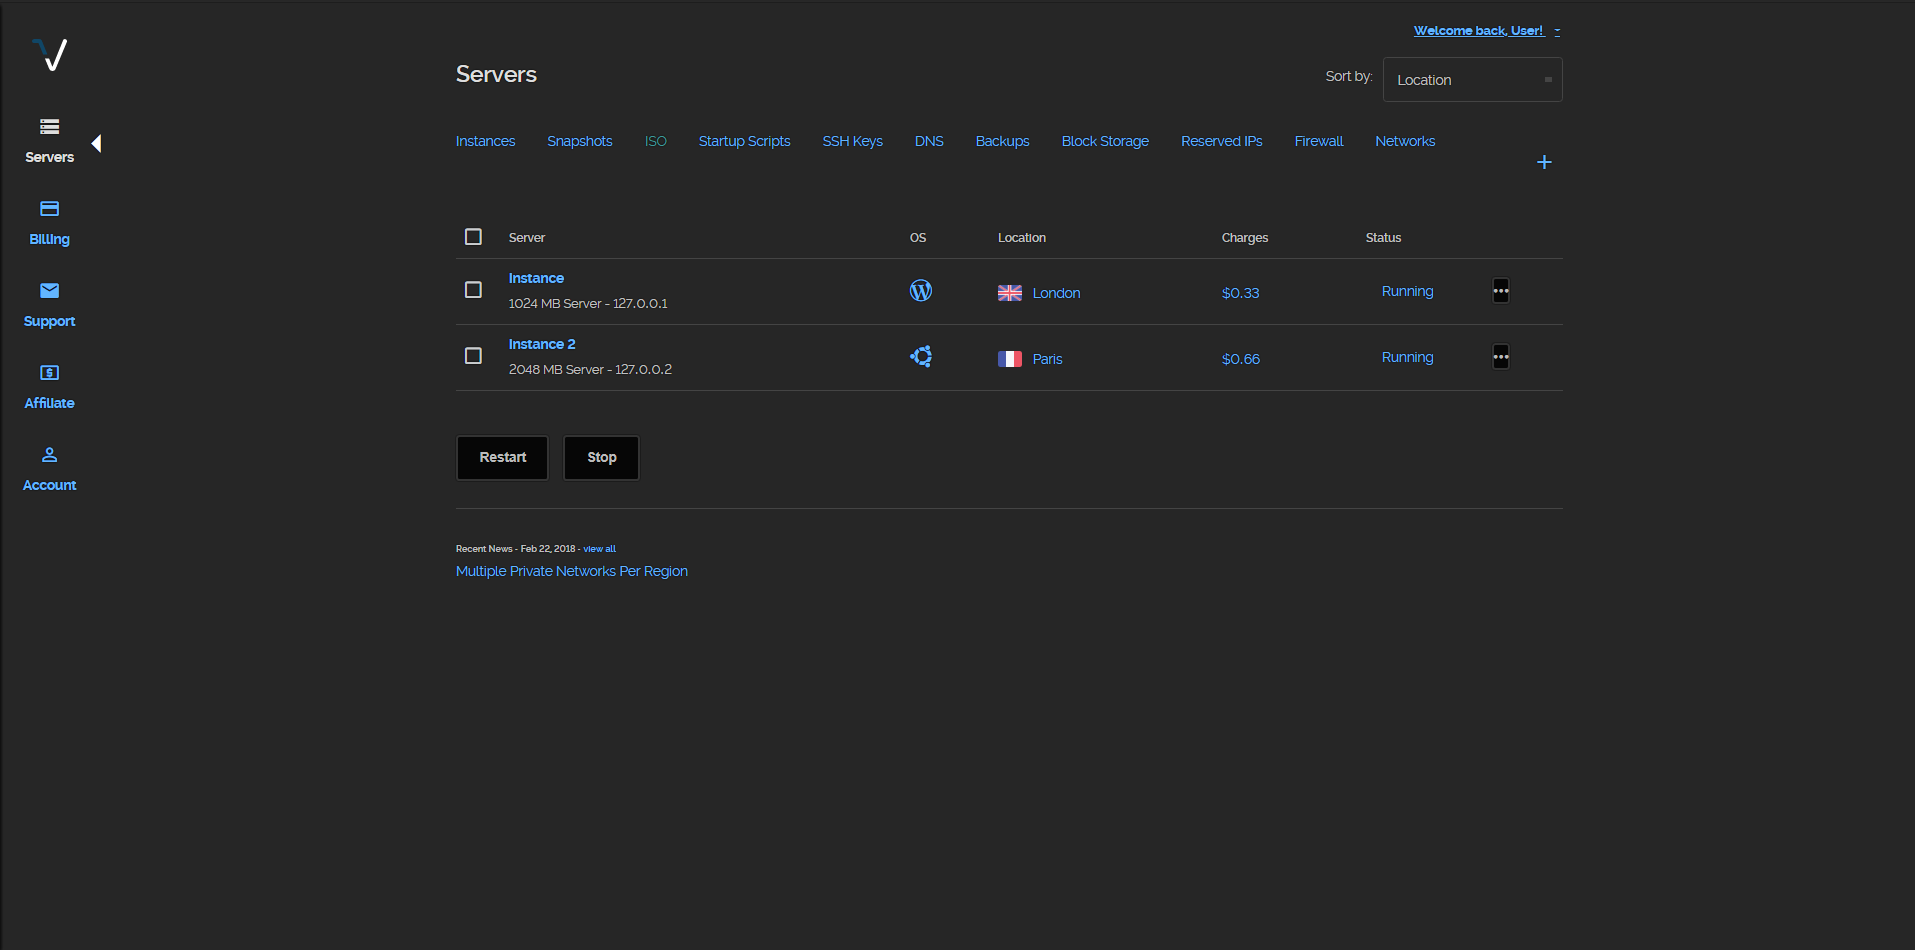 Welcome back, User!
Servers
Sort by:
Location
Servers
Billing
Support
Affiliate
Account
Instances
Snapshots
ISO
Startup Scripts
SSH Keys
DNS
Backups
Block Storage
Reserved IPs
Firewall
Networks
+
Server
OS
Location
Charges
Status
Instance
1024 MB Server - 127.0.0.1
London
$0.33
Running
Instance 2
2048 MB Server - 127.0.0.2
Paris
$0.66
Running
Restart
Stop
Recent News - Feb 22, 2018 - view all
Multiple Private Networks Per Region